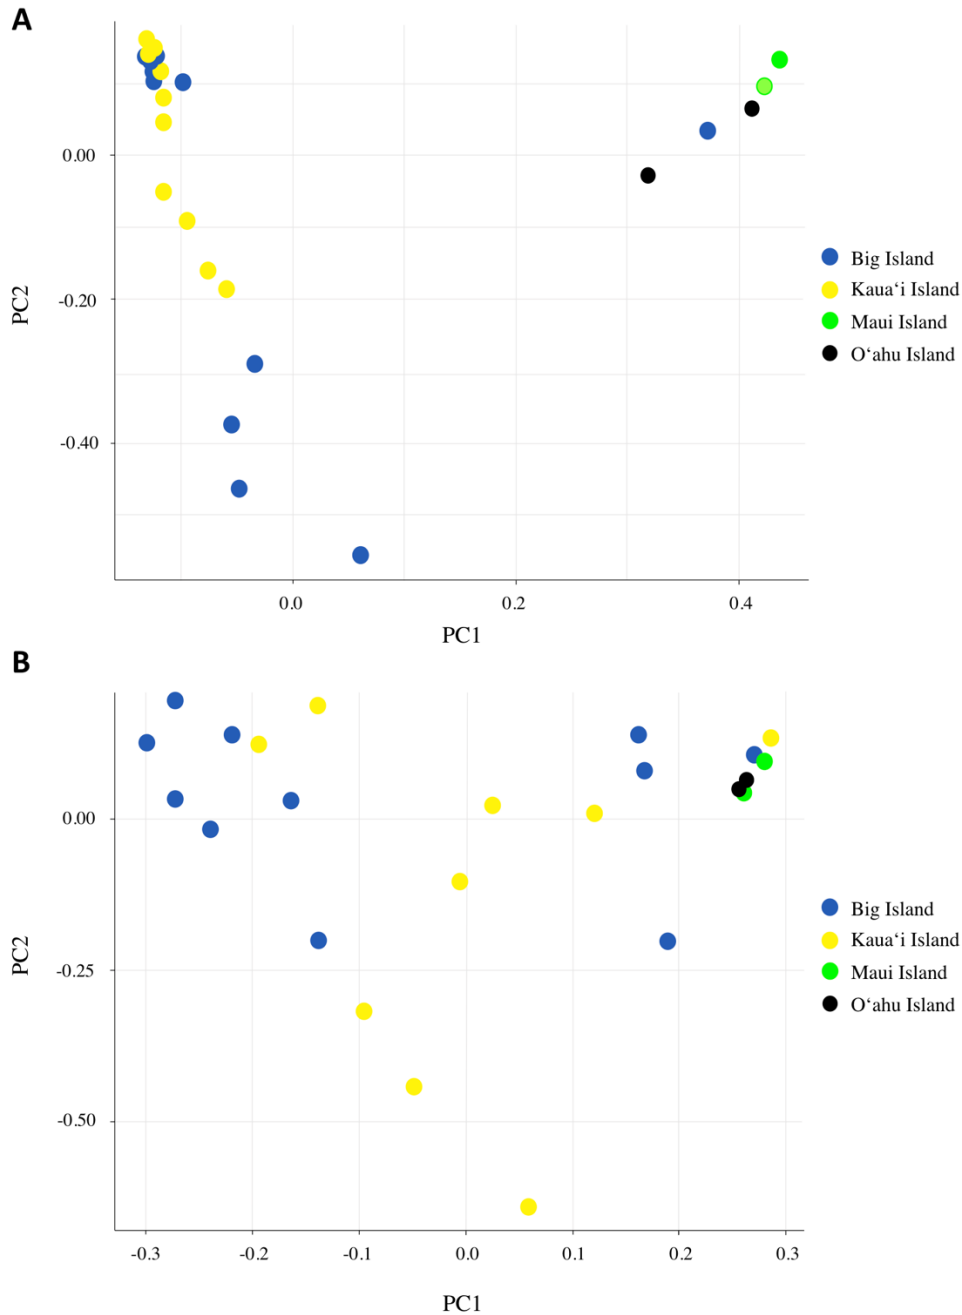 A
0.00
-0.20
-0.40
PC2
0.0 0.2 0.4
PC1
Big Island
Kaua‘i Island
Maui Island
O‘ahu Island
B
0.00
-0.25
-0.50
PC2
-0.3 -0.2 -0.1 0.0 0.1 0.2 0.3
PC1
Big Island
Kaua‘i Island
Maui Island
O‘ahu Island